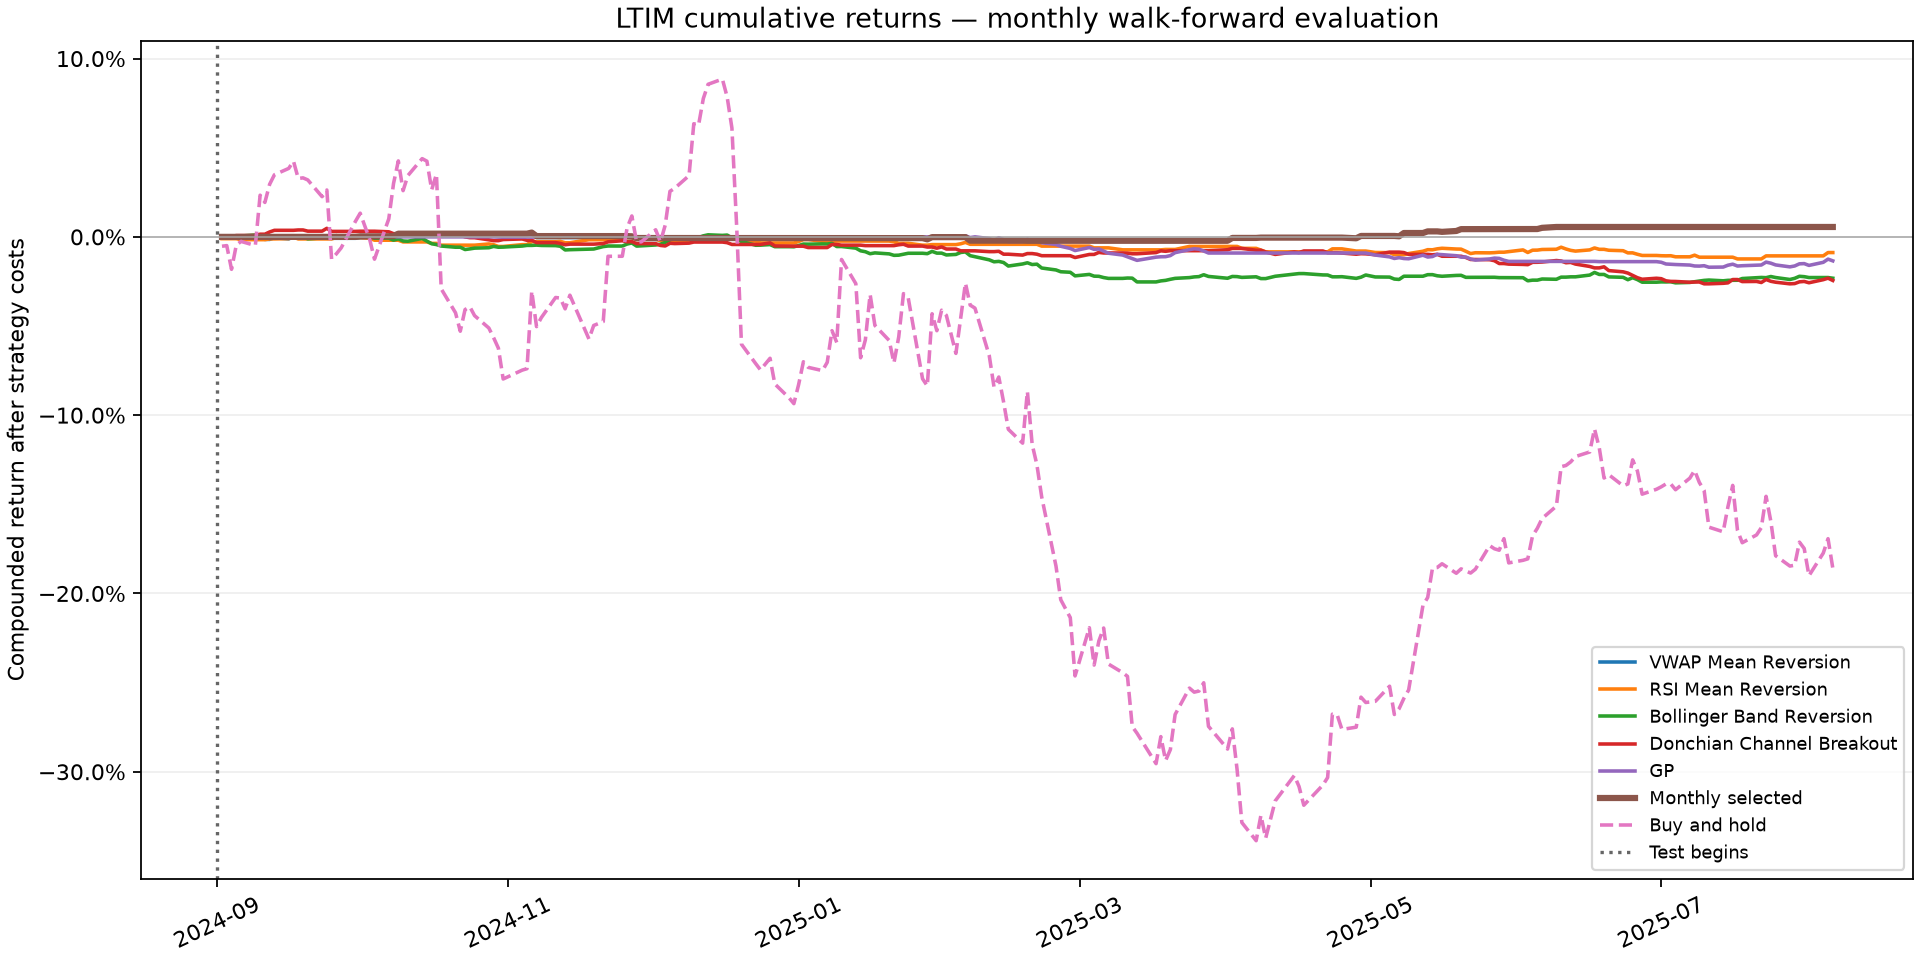 LTIM cumulative returns — monthly walk-forward evaluation
Compounded return after strategy costs
10.0%
0.0%
−10.0%
−20.0%
−30.0%
2024-09
2024-11
2025-01
2025-03
2025-05
2025-07
VWAP Mean Reversion
RSI Mean Reversion
Bollinger Band Reversion
Donchian Channel Breakout
GP
Monthly selected
Buy and hold
Test begins